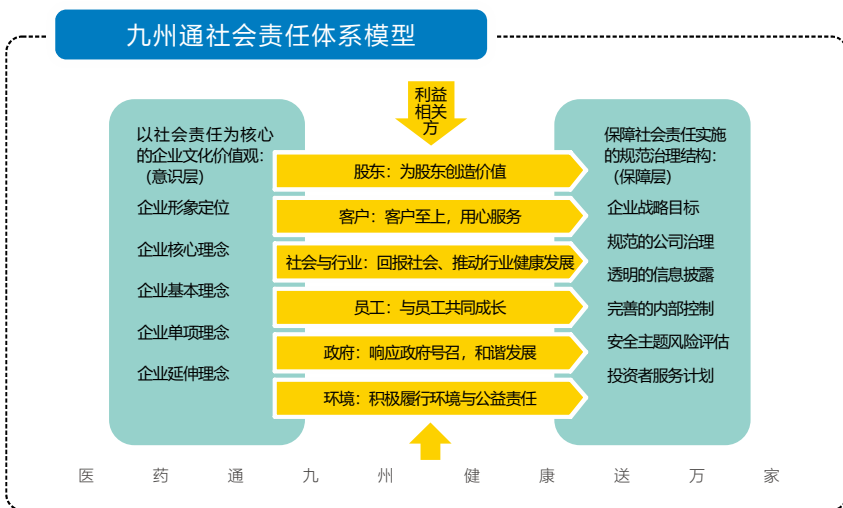 九州通社会责任体系模型
利益
相关
方
以社会责任为核心
的企业文化价值观：
（意识层）
企业形象定位
企业核心理念
企业基本理念
企业单项理念
企业延伸理念
股东：为股东创造价值
客户：客户至上，用心服务
社会与行业：回报社会、推动行业健康发展
员工：与员工共同成长
政府：响应政府号召，和谐发展
环境：积极履行环境与公益责任
保障社会责任实施
的规范治理结构：
（保障层）
企业战略目标
规范的公司治理
透明的信息披露
完善的内部控制
安全主题风险评估
投资者服务计划
医药通九州健康送万家